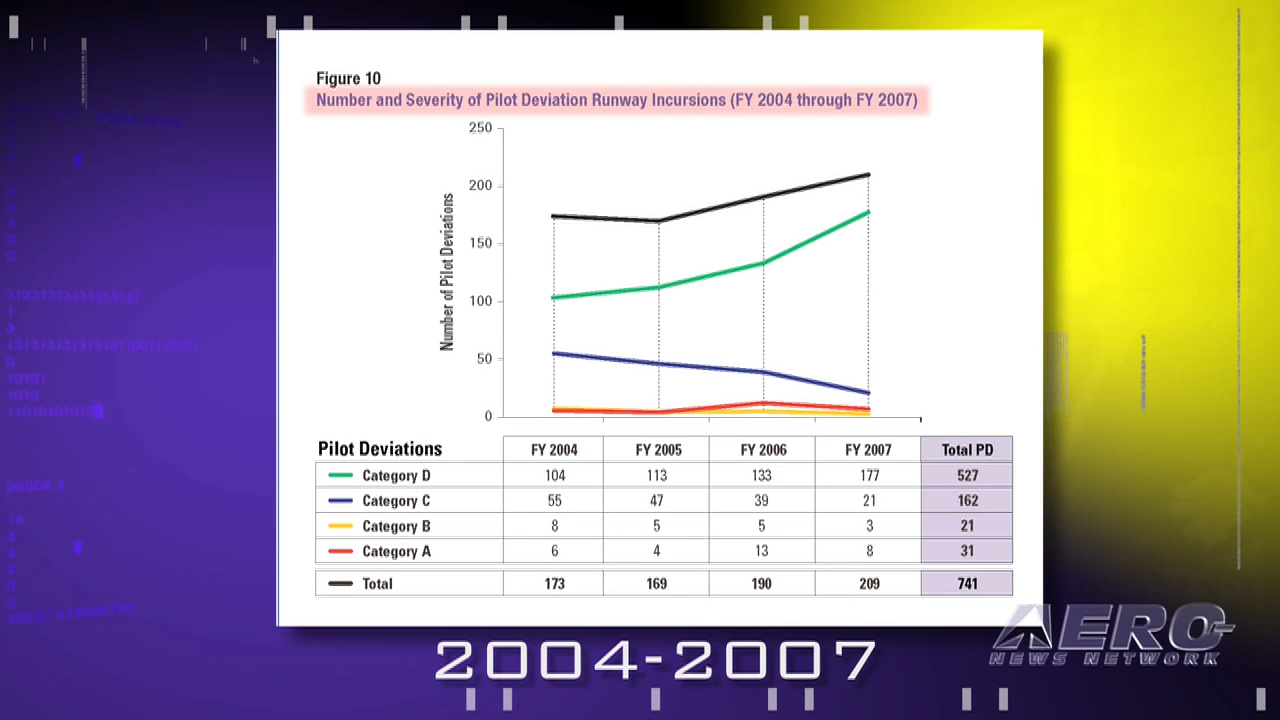 Figure 10
Number and Severity of Pilot Deviation Runway Incursions (FY 2004 through FY 2007)
Number of Pilot Deviations
250
200
150
100
50
0
Pilot Deviations FY 2004 FY 2005 FY 2006 FY 2007 Total PD
Category D 104 113 133 177 527
Category C 55 47 39 21 162
Category B 8 5 5 3 21
Category A 6 4 13 8 31
Total 173 169 190 209 741
2004-2007
AERO
NEWS NETWORK